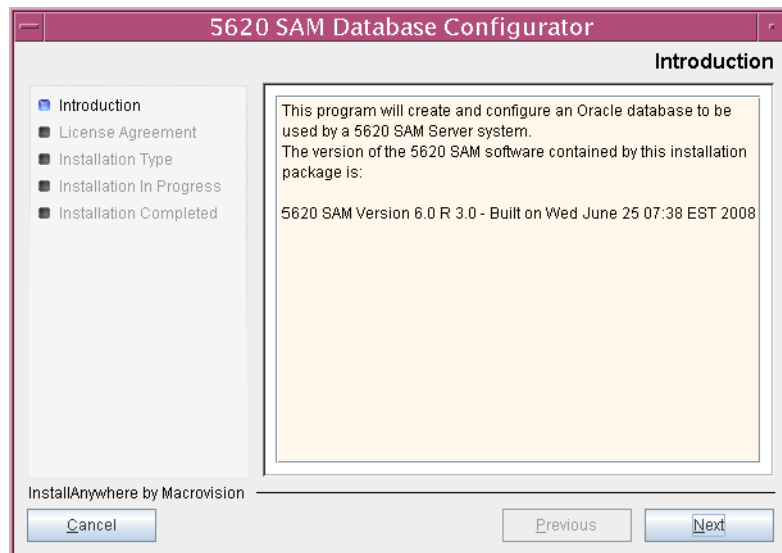 5620 SAM Database Configurator
Introduction
Introduction
License Agreement
Installation Type
Installation In Progress
Installation Completed
This program will create and configure an Oracle database to be
used by a 5620 SAM Server system.
The version of the 5620 SAM software contained by this installation
package is:
5620 SAM Version 6.0 R 3.0 - Built on Wed June 25 07:38 EST 2008
InstallAnywhere by Macrovision
Cancel
Previous
Next